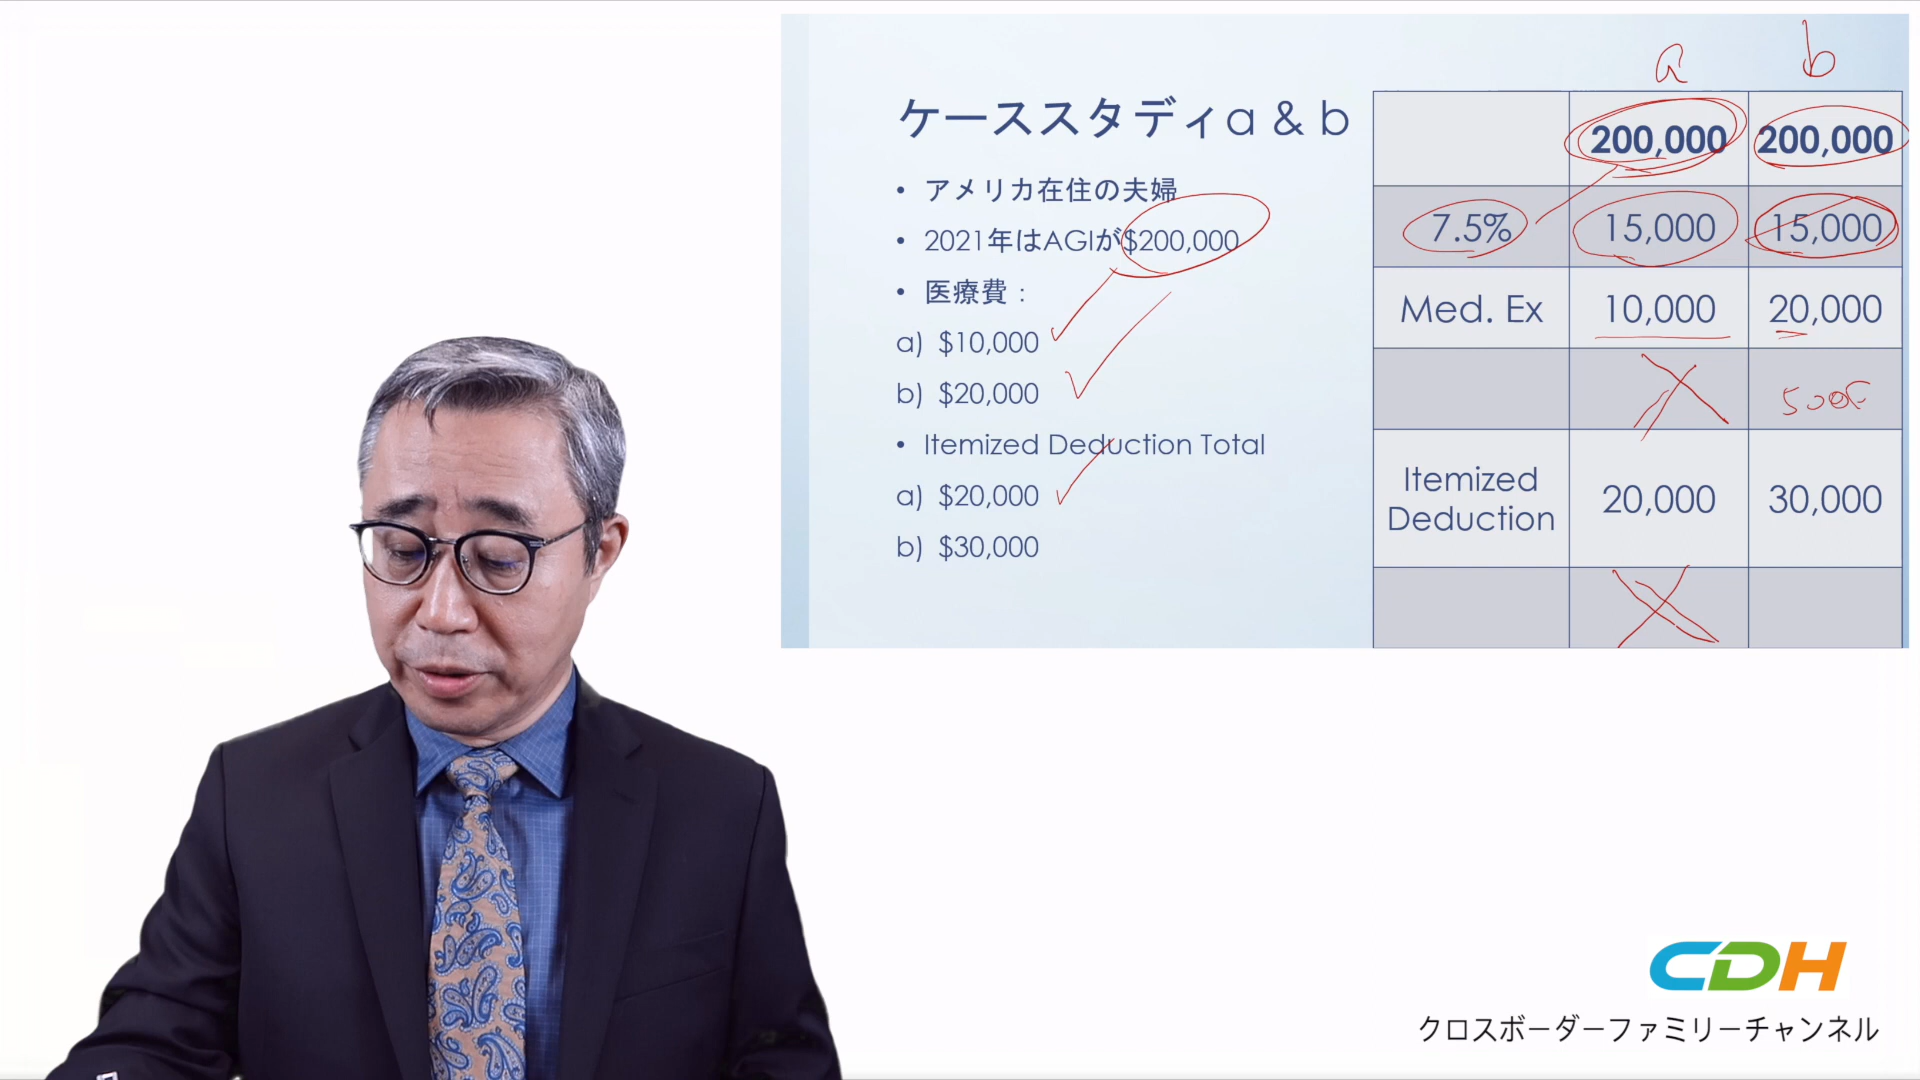 ケーススタディa & b
• アメリカ在住の夫婦
• 2021年はAGIが$200,000
• 医療費：
a) $10,000
b) $20,000
• Itemized Deduction Total
a) $20,000
b) $30,000
a b
200,000 200,000
7.5% 15,000 15,000
Med. Ex 10,000 20,000
Itemized
Deduction 20,000 30,000
CDH
クロスボーダーファミリーチャンネル